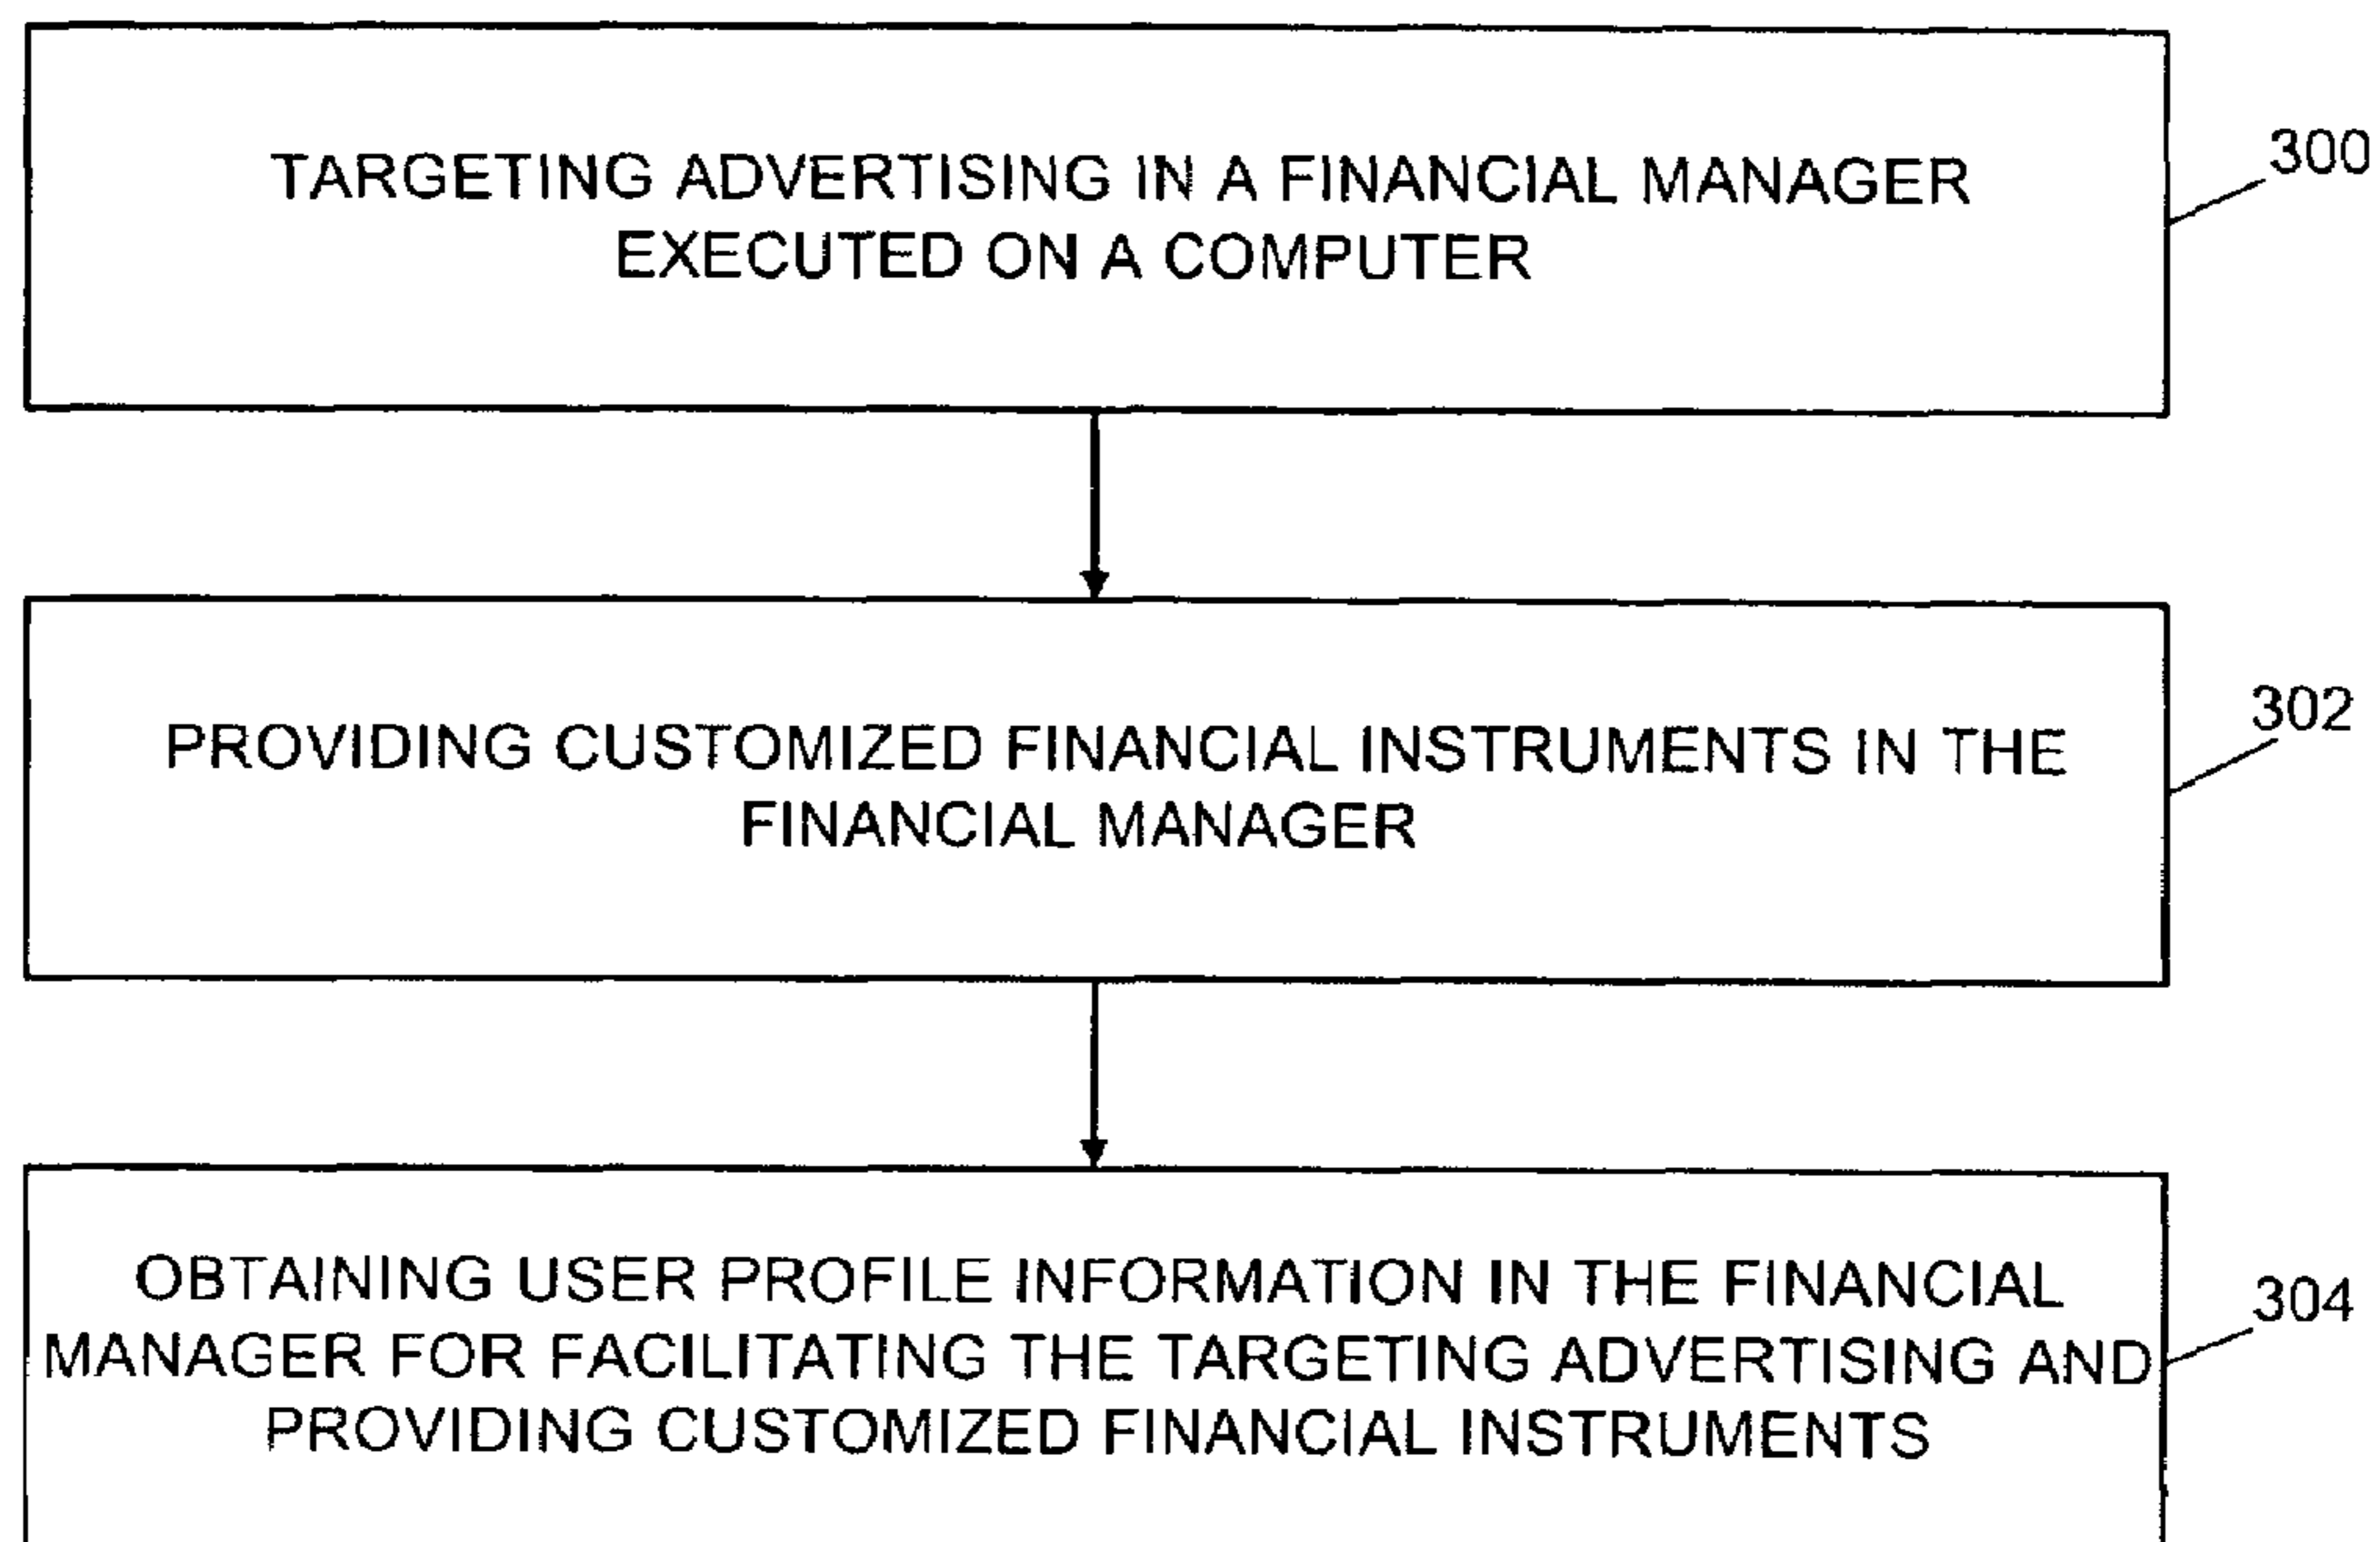 TARGETING ADVERTISING IN A FINANCIAL MANAGER
EXECUTED ON A COMPUTER
300
PROVIDING CUSTOMIZED FINANCIAL INSTRUMENTS IN THE
FINANCIAL MANAGER
302
OBTAINING USER PROFILE INFORMATION IN THE FINANCIAL
MANAGER FOR FACILITATING THE TARGETING ADVERTISING AND
PROVIDING CUSTOMIZED FINANCIAL INSTRUMENTS
304